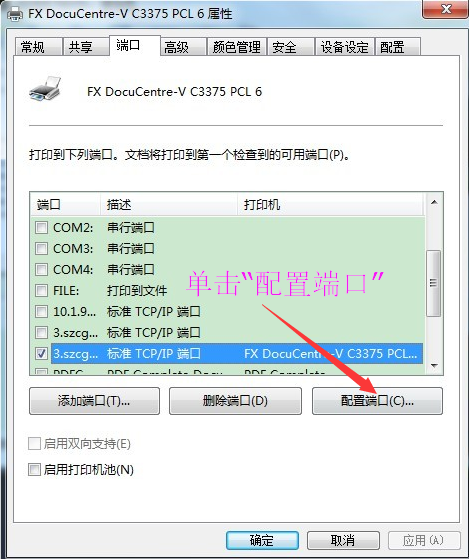 FX DocuCentre-V C3375 PCL 6 属性
常规 共享 端口 高级 颜色管理 安全 设备设定 配置
FX DocuCentre-V C3375 PCL 6
打印到下列端口。文档将打印到第一个检查到的可用端口(P)。
端口 描述 打印机
COM2: 串行端口
COM3: 串行端口
COM4: 串行端口
FILE: 打印到文件
10.1.9... 标准 TCP/IP 端口
3.szcg... 标准 TCP/IP 端口
3.szcg... 标准 TCP/IP 端口 FX DocuCentre-V C3375 PCL...
单击“配置端口”
添加端口(T)... 删除端口(D) 配置端口(C)...
启用双向支持(E)
启用打印机池(N)
确定 取消 应用(A)